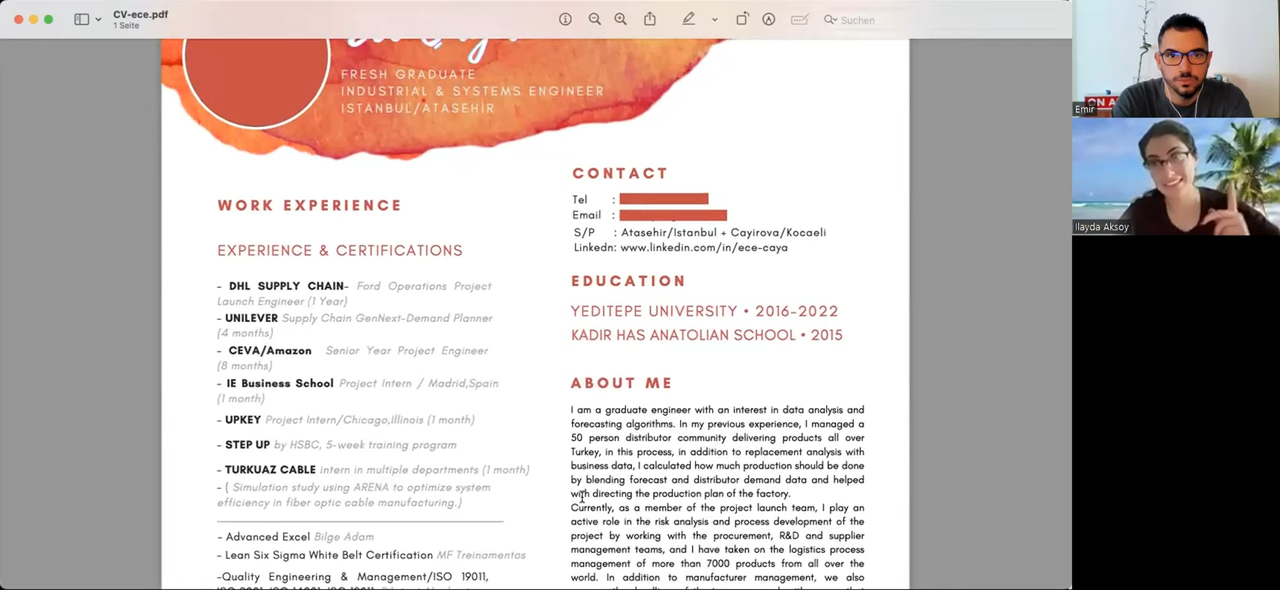 CV-ece.pdf
1 Seite
Suchen
FRESH GRADUATE
INDUSTRIAL & SYSTEMS ENGINEER
ISTANBUL/ATASEHİR
WORK EXPERIENCE
EXPERIENCE & CERTIFICATIONS
- DHL SUPPLY CHAIN- Ford Operations Project
Launch Engineer (1 Year)
- UNILEVER Supply Chain GenNext-Demand Planner
(4 months)
- CEVA/Amazon Senior Year Project Engineer
(8 months)
- IE Business School Project Intern / Madrid,Spain
(1 month)
- UPKEY Project Intern/Chicago,Illinois (1 month)
- STEP UP by HSBC, 5-week training program
- TURKUAZ CABLE intern in multiple departments (1 month)
- ( Simulation study using ARENA to optimize system
efficiency in fiber optic cable manufacturing.)
- Advanced Excel Bilge Adam
- Lean Six Sigma White Belt Certification MF Treinamentos
-Quality Engineering & Management/ISO 19011,
CONTACT
Tel :
Email :
S/P : Atasehir/Istanbul + Cayirova/Kocaeli
Linkedn: www.linkedin.com/in/ece-caya
EDUCATION
YEDITEPE UNIVERSITY • 2016-2022
KADIR HAS ANATOLIAN SCHOOL • 2015
ABOUT ME
I am a graduate engineer with an interest in data analysis and
forecasting algorithms. In my previous experience, I managed a
50 person distributor community delivering products all over
Turkey, in this process, in addition to replacement analysis with
business data, I calculated how much production should be done
by blending forecast and distributor demand data and helped
with directing the production plan of the factory.
Currently, as a member of the project launch team, I play an
active role in the risk analysis and process development of the
project by working with the procurement, R&D and supplier
management teams, and I have taken on the logistics process
management of more than 7000 products from all over the
world. In addition to manufacturer management, we also
ON A
Emir
Ilayda Aksoy